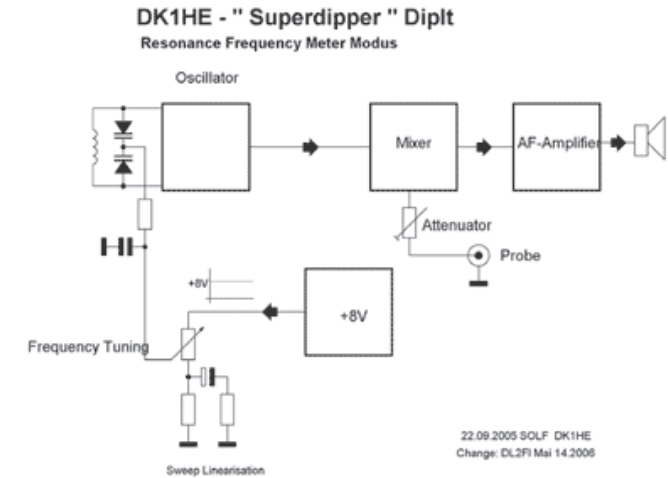 DK1HE - " Superdipper " DipIt
Resonance Frequency Meter Modus
Oscillator
Mixer
AF-Amplifier
Attenuator
Probe
+8V
+8V
Frequency Tuning
22.09.2005 SOLF DK1HE
Change: DL2FI Mai 14.2006
Sweep Linearisation